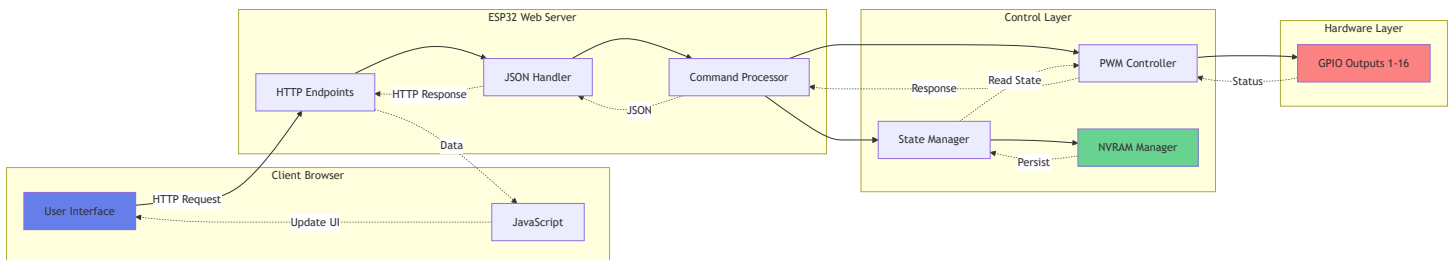 ESP32 Web Server
Control Layer
Hardware Layer
JSON Handler
Command Processor
PWM Controller
GPIO Outputs 1-16
HTTP Endpoints
HTTP Response
JSON
Response
Read State
Status
State Manager
NVRAM Manager
Persist
Data
Client Browser
HTTP Request
User Interface
Update UI
JavaScript